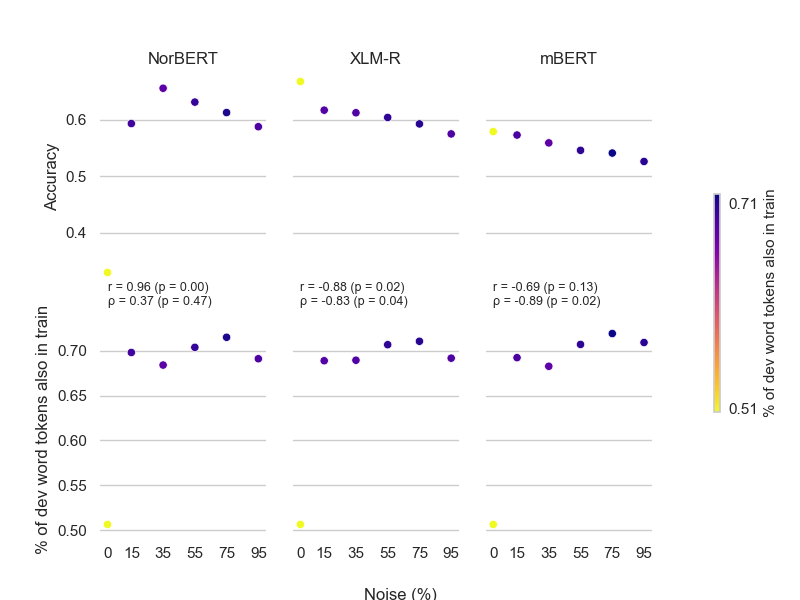 NorBERT
XLM-R
mBERT
Accuracy
0.6
0.5
0.4
r = 0.96 (p = 0.00)
ρ = 0.37 (p = 0.47)
r = -0.88 (p = 0.02)
ρ = -0.83 (p = 0.04)
r = -0.69 (p = 0.13)
ρ = -0.89 (p = 0.02)
% of dev word tokens also in train
0.70
0.65
0.60
0.55
0.50
0 15 35 55 75 95
0 15 35 55 75 95
0 15 35 55 75 95
Noise (%)
0.71
0.51
% of dev word tokens also in train